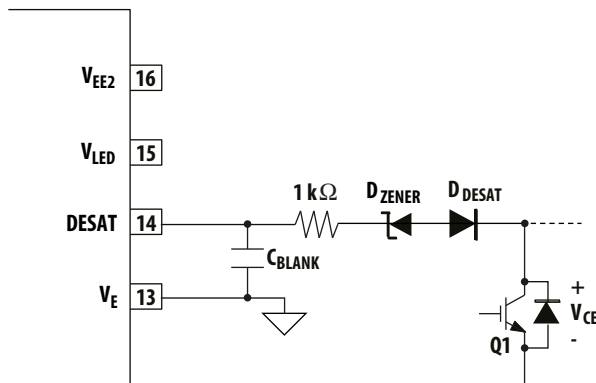 V_EE2 16
V_LED 15
1 kΩ D_ZENER D_DESAT
DESAT 14
C_BLANK
V_E 13
+
V_CE
Q1 -